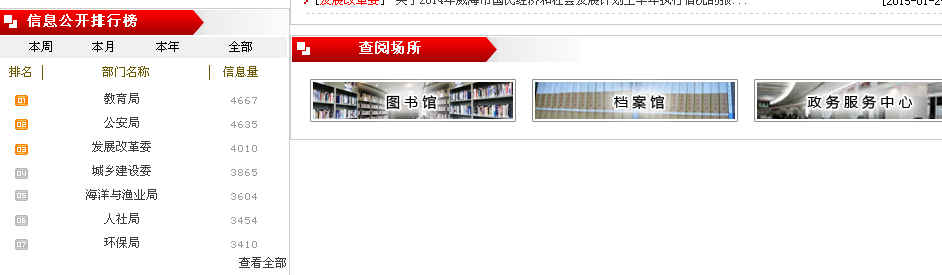 信息公开排行榜
本周 本月 本年 全部
排名 部门名称 信息量
01 教育局 4667
02 公安局 4635
03 发展改革委 4010
04 城乡建设委 3865
05 海洋与渔业局 3604
06 人社局 3454
07 环保局 3410
查看全部
[发展改革委] 关于2014年威海市国民经济和社会发展计划上半年执行情况的报... [2015-01-2
查阅场所
图书馆 档案馆 政务服务中心